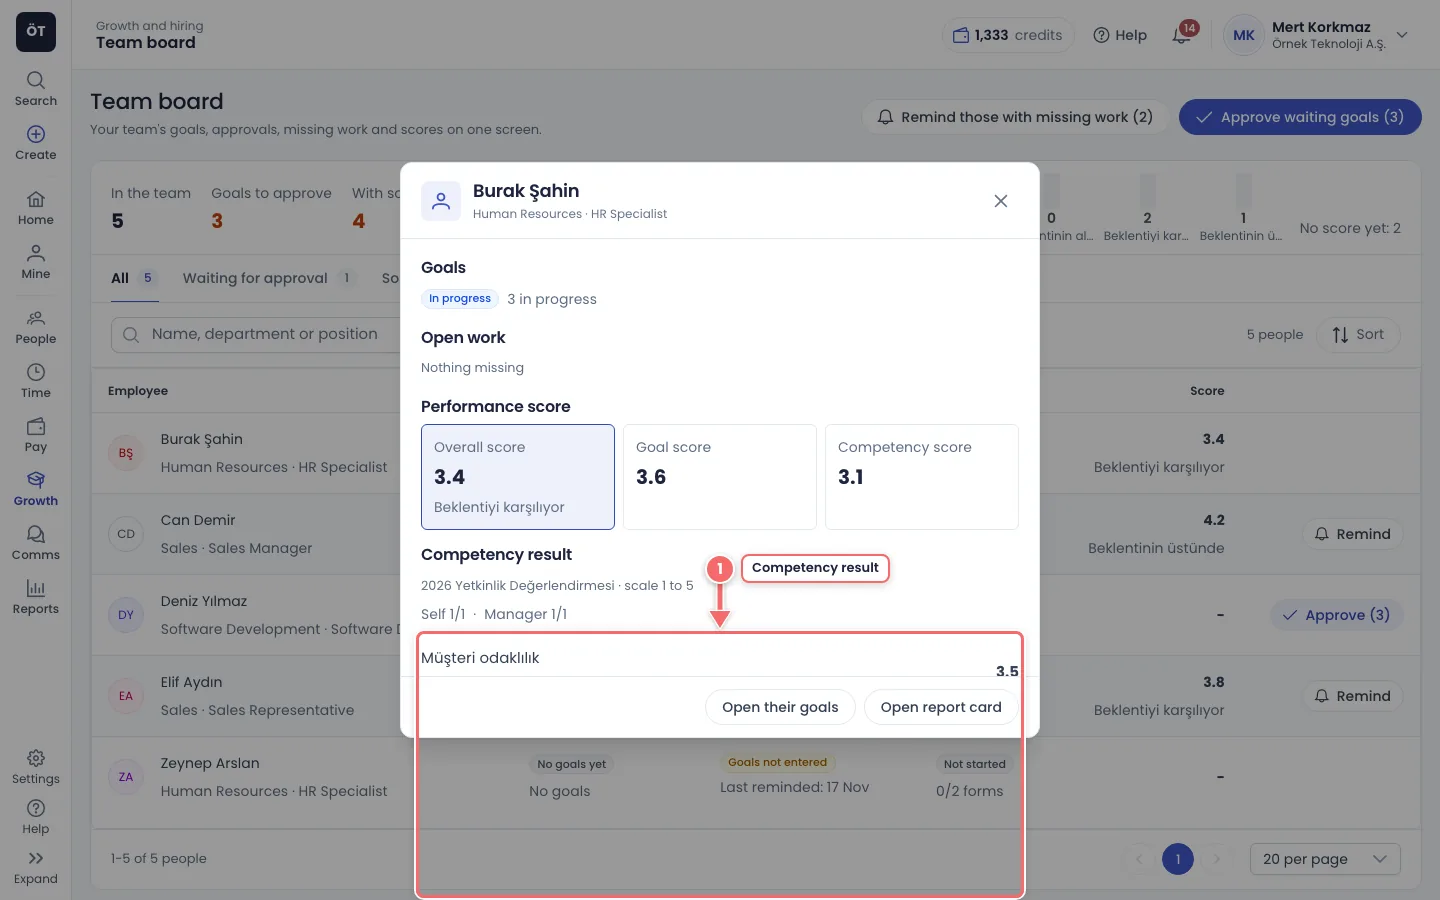 ÖT
Search
Create
Home
Mine
People
Time
Pay
Growth
Comms
Reports
Settings
Help
Expand
Growth and hiring
Team board
1,333 credits
Help
14
MK
Mert Korkmaz
Örnek Teknoloji A.Ş.
Team board
Your team's goals, approvals, missing work and scores on one screen.
Remind those with missing work (2)
Approve waiting goals (3)
In the team
5
Goals to approve
3
With sc
4
0
ntinin al...
2
Beklentiyi kar...
1
Beklentinin ü...
No score yet: 2
All 5
Waiting for approval 1
So
Name, department or position
5 people
Sort
Employee
Score
BŞ
Burak Şahin
Human Resources · HR Specialist
3.4
Beklentiyi karşılıyor
CD
Can Demir
Sales · Sales Manager
4.2
Beklentinin üstünde
Remind
DY
Deniz Yılmaz
Software Development · Software D
-
Approve (3)
EA
Elif Aydın
Sales · Sales Representative
3.8
Beklentiyi karşılıyor
Remind
ZA
Zeynep Arslan
Human Resources · HR Specialist
No goals yet
No goals
Goals not entered
Last reminded: 17 Nov
Not started
0/2 forms
-
1-5 of 5 people
1
20 per page
Burak Şahin
Human Resources · HR Specialist
Goals
In progress 3 in progress
Open work
Nothing missing
Performance score
Overall score
3.4
Beklentiyi karşılıyor
Goal score
3.6
Competency score
3.1
Competency result
2026 Yetkinlik Değerlendirmesi · scale 1 to 5
Self 1/1 · Manager 1/1
1
Competency result
Müşteri odaklılık
3.5
Open their goals
Open report card